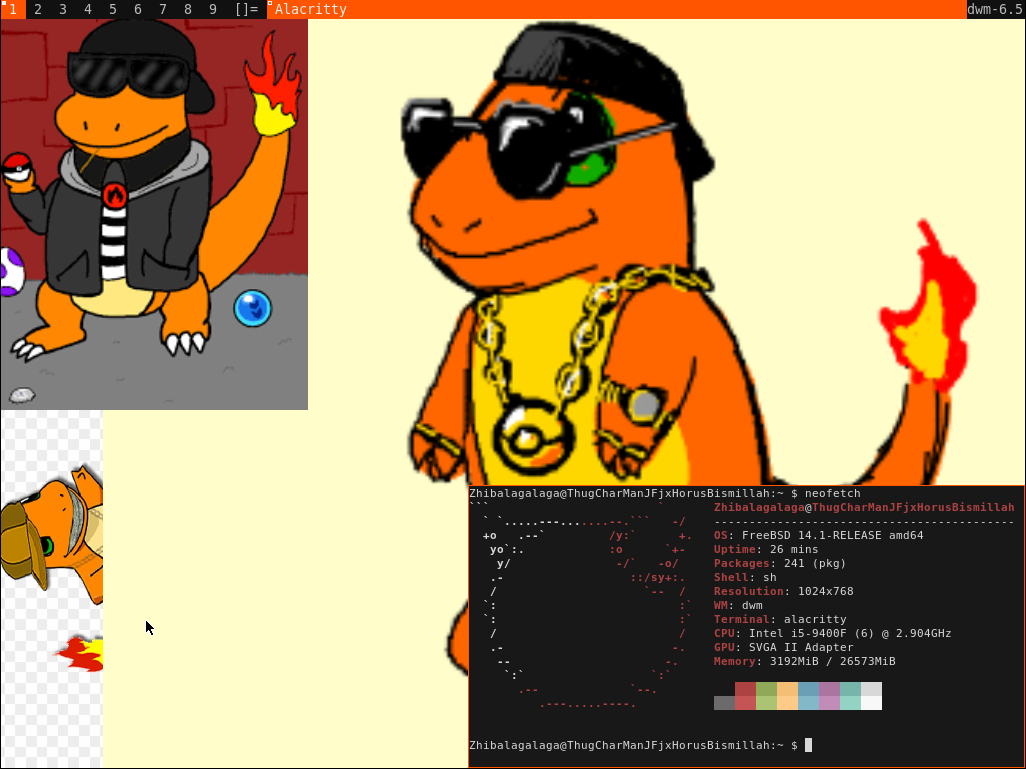 1 2 3 4 5 6 7 8 9 []= Alacritty dwm-6.5
Zhibalagalaga@ThugCharManJFjxHorusBismillah:~ $ neofetch
Zhibalagalaga@ThugCharManJFjxHorusBismillah
-------------------------------------------
OS: FreeBSD 14.1-RELEASE amd64
Uptime: 26 mins
Packages: 241 (pkg)
Shell: sh
Resolution: 1024x768
WM: dwm
Terminal: alacritty
CPU: Intel i5-9400F (6) @ 2.904GHz
GPU: SVGA II Adapter
Memory: 3192MiB / 26573MiB
Zhibalagalaga@ThugCharManJFjxHorusBismillah:~ $